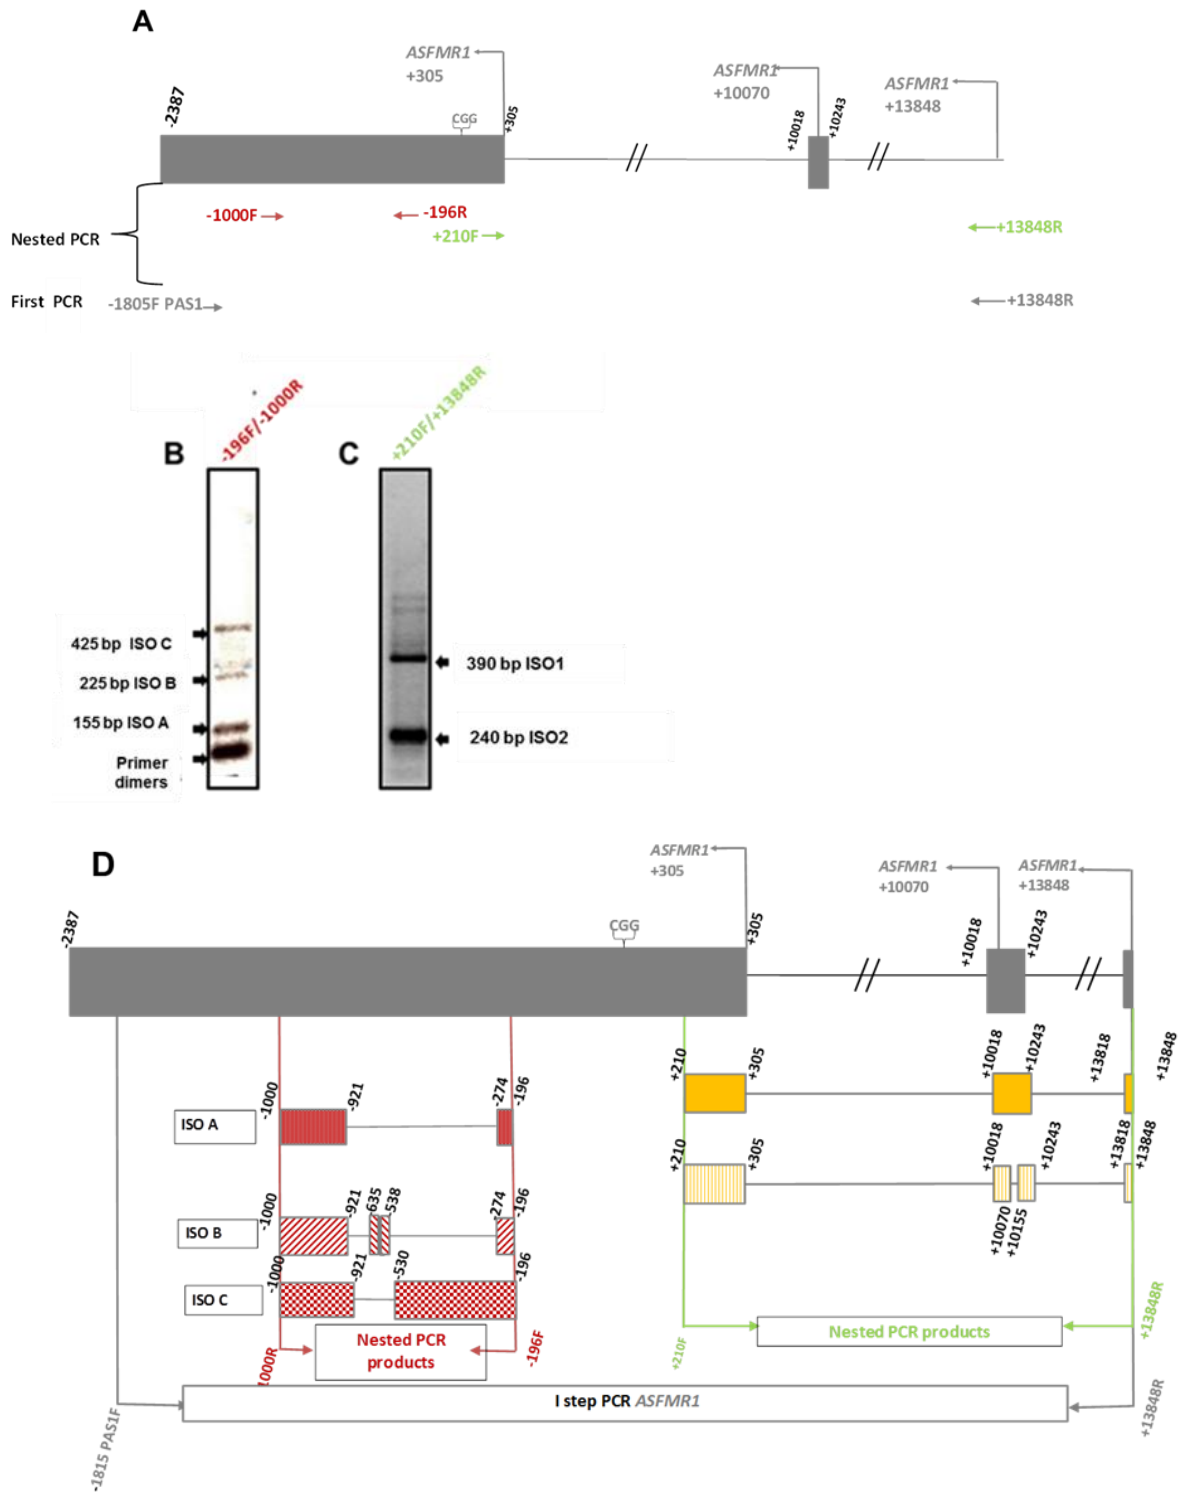 A
ASFMR1
+305
ASFMR1
+10070
ASFMR1
+13848
-2387
CGG
+305
+10018
+10243
-1000F
-196R
+210F
+13848R
Nested PCR
First PCR
-1805F PAS1
+13848R
-196F/-1000R
+210F/+13848R
B
C
425 bp ISO C
225 bp ISO B
155 bp ISO A
Primer
dimers
390 bp ISO1
240 bp ISO2
D
ASFMR1
+305
ASFMR1
+10070
ASFMR1
+13848
-2387
CGG
+305
+10018
+10243
+210
+305
+10018
+10243
+13818
+13848
-1000
-921
-274
-196
ISO A
+210
+305
+10018
+10243
+13818
+13848
+10070
+10155
-1000
-921
-635
-538
-274
-196
ISO B
-1000
-921
-530
-196
ISO C
Nested PCR
products
1000R
-196F
+210F
Nested PCR products
+13848R
I step PCR ASFMR1
-1815 PAS1F
+13848R